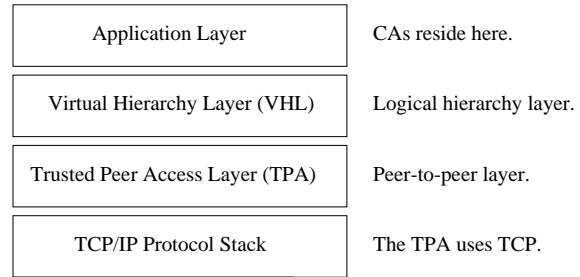 Application Layer CAs reside here.
Virtual Hierarchy Layer (VHL) Logical hierarchy layer.
Trusted Peer Access Layer (TPA) Peer-to-peer layer.
TCP/IP Protocol Stack The TPA uses TCP.